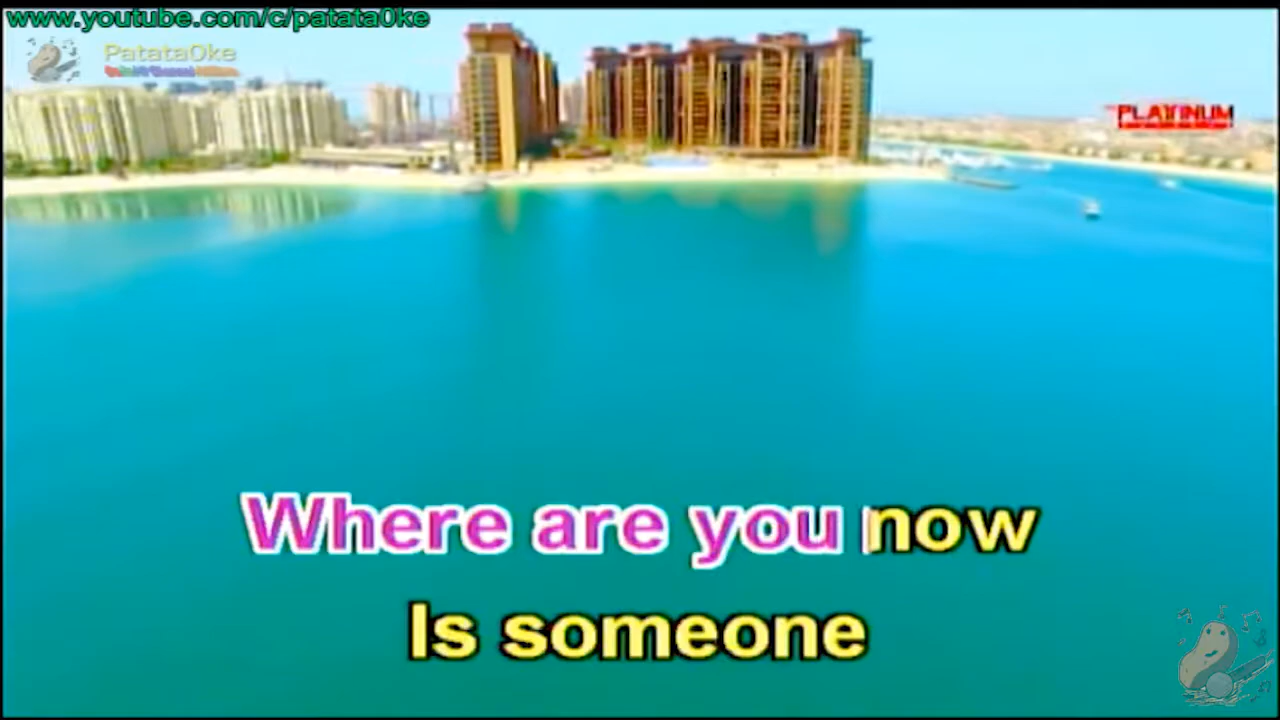 www.youtube.com/c/patata0ke
PatataOke
PLATINUM
Where are you now
Is someone